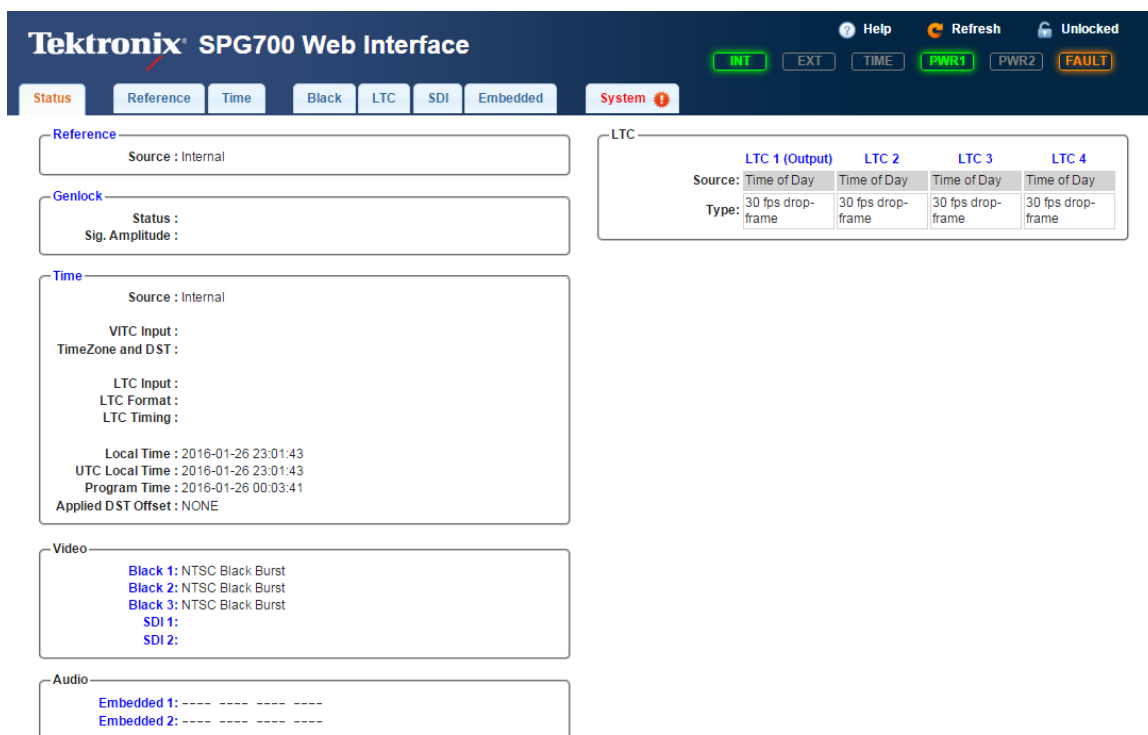 Tektronix SPG700 Web Interface
Help Refresh Unlocked
INT EXT TIME PWR1 PWR2 FAULT
Status Reference Time Black LTC SDI Embedded System
Reference
Source : Internal
Genlock
Status :
Sig. Amplitude :
Time
Source : Internal
VITC Input :
TimeZone and DST :
LTC Input :
LTC Format :
LTC Timing :
Local Time : 2016-01-26 23:01:43
UTC Local Time : 2016-01-26 23:01:43
Program Time : 2016-01-26 00:03:41
Applied DST Offset : NONE
Video
Black 1: NTSC Black Burst
Black 2: NTSC Black Burst
Black 3: NTSC Black Burst
SDI 1:
SDI 2:
Audio
Embedded 1: ---- ---- ---- ----
Embedded 2: ---- ---- ---- ----
LTC
LTC 1 (Output) LTC 2 LTC 3 LTC 4
Source: Time of Day Time of Day Time of Day Time of Day
Type: 30 fps drop-frame 30 fps drop-frame 30 fps drop-frame 30 fps drop-frame